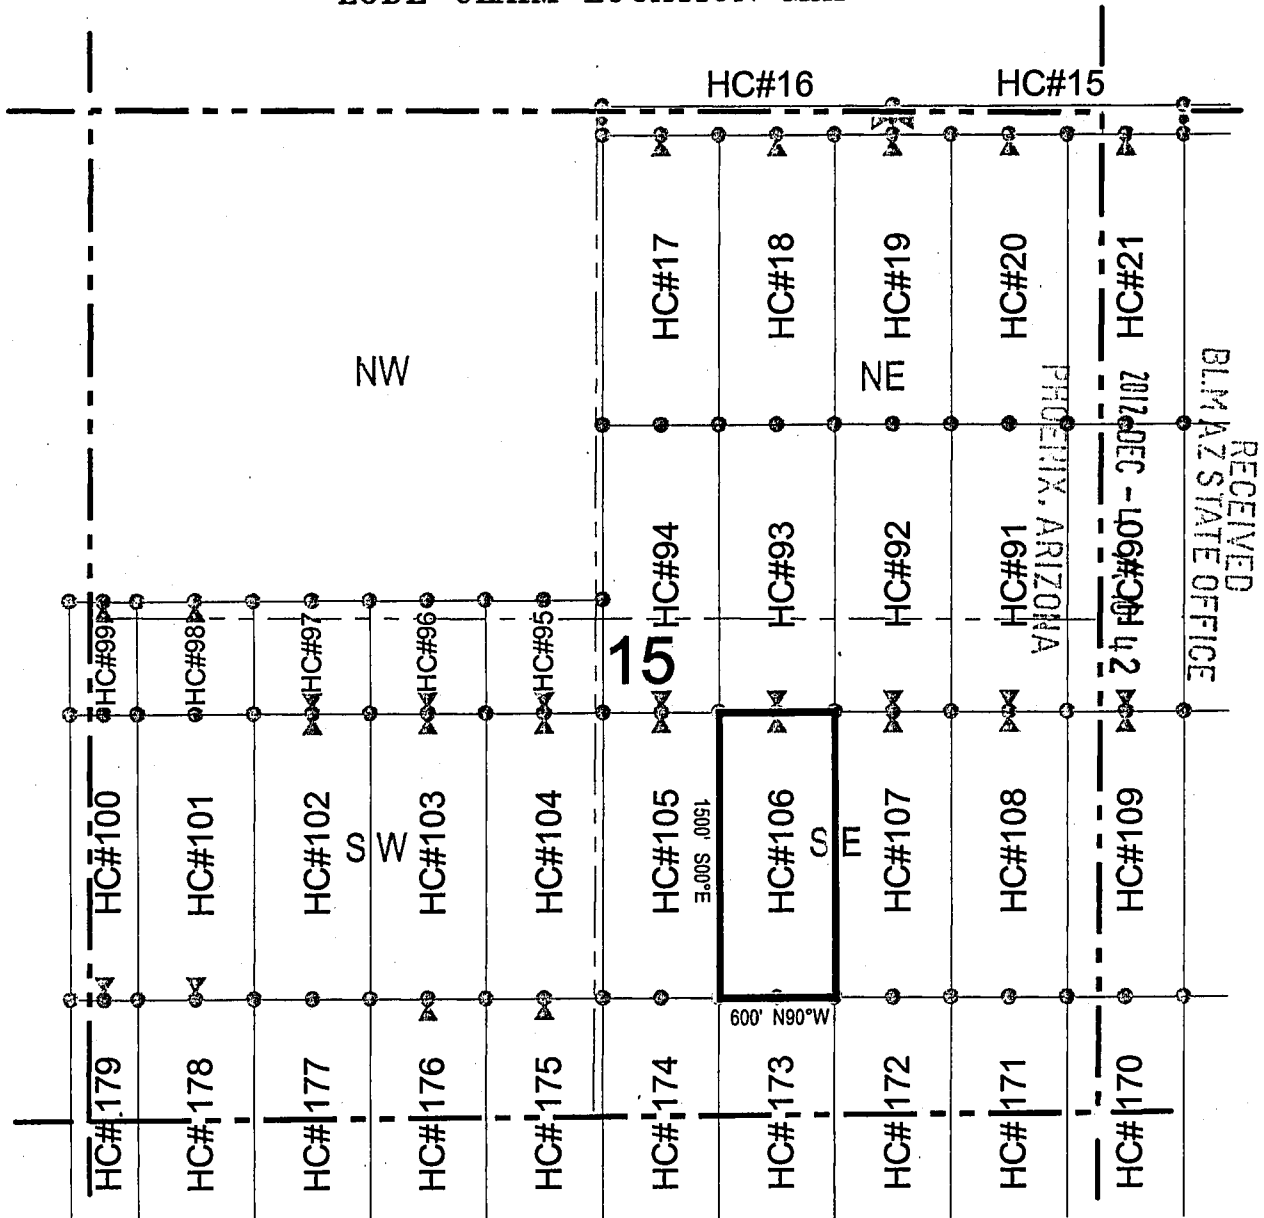 HC#16 HC#15
HC#17 HC#18 HC#19 HC#20 HC#21
NW NE
RECEIVED
BLM AZ STATE OFFICE
2012 DEC
PHOENIX, ARIZONA
HC#94 HC#93 HC#92 HC#91
HC#99 HC#98 HC#97 HC#96 HC#95
15
HC#100 HC#101 HC#102 HC#103 HC#104 HC#105 HC#106 HC#107 HC#108 HC#109
SW SE
1500' S00°E
600' N90°W
HC#179 HC#178 HC#177 HC#176 HC#175 HC#174 HC#173 HC#172 HC#171 HC#170